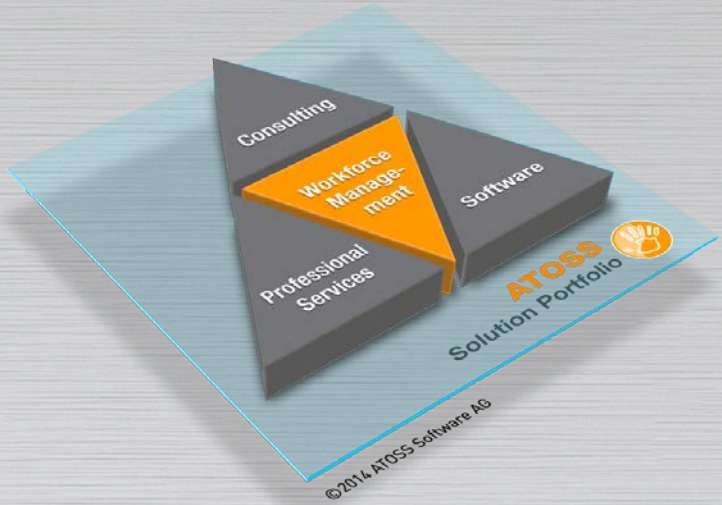 Consulting
Workforce
Manage-
ment
Software
Professional
Services
ATOSS
Solution Portfolio
©2014 ATOSS Software AG